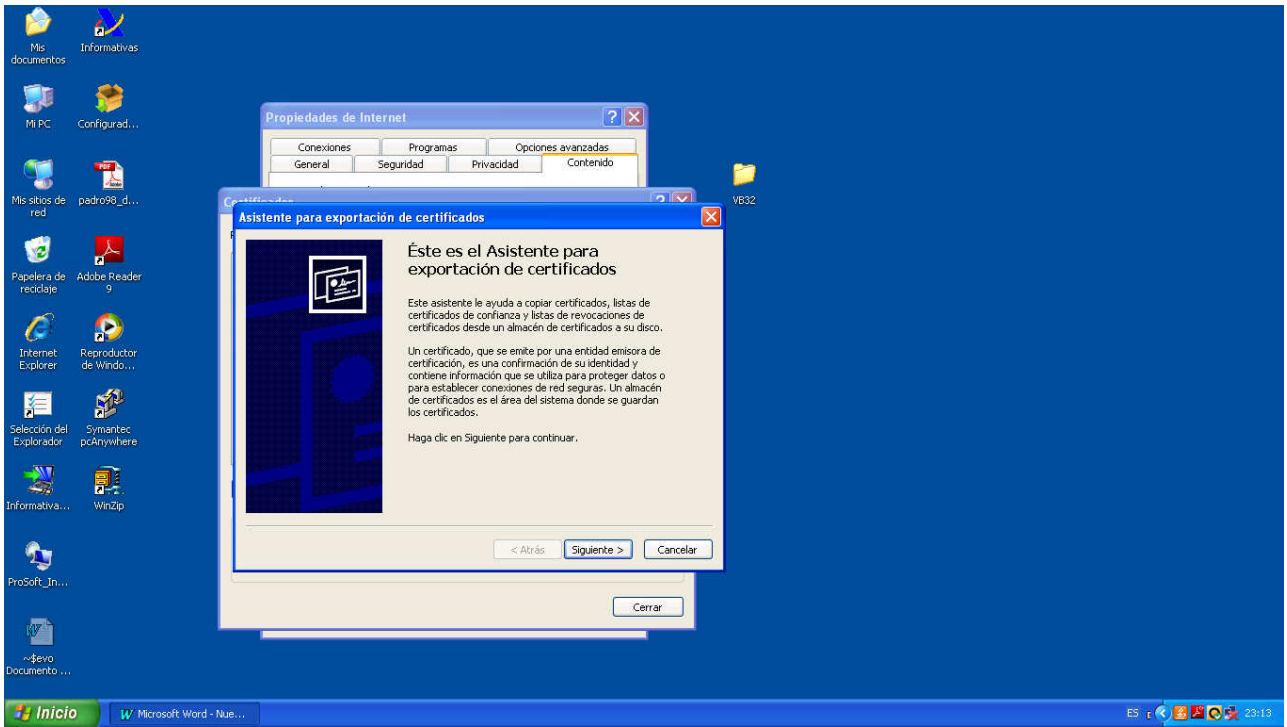 Mis
documentos
Informativas
Mi PC
Configurad...
Mis sitios de
red
padro98_d...
Papelera de
reciclaje
Adobe Reader
9
Internet
Explorer
Reproductor
de Windo...
Selección del
Explorador
Symantec
pcAnywhere
Informativa...
WinZip
ProSoft_In...
~$evo
Documento ...
VB32
Propiedades de Internet
Conexiones
Programas
Opciones avanzadas
General
Seguridad
Privacidad
Contenido
Asistente para exportación de certificados
Éste es el Asistente para
exportación de certificados
Este asistente le ayuda a copiar certificados, listas de
certificados de confianza y listas de revocaciones de
certificados desde un almacén de certificados a su disco.
Un certificado, que se emite por una entidad emisora de
certificación, es una confirmación de su identidad y
contiene información que se utiliza para proteger datos o
para establecer conexiones de red seguras. Un almacén
de certificados es el área del sistema donde se guardan
los certificados.
Haga clic en Siguiente para continuar.
< Atrás
Siguiente >
Cancelar
Cerrar
Inicio
Microsoft Word - Nue...
ES
23:13